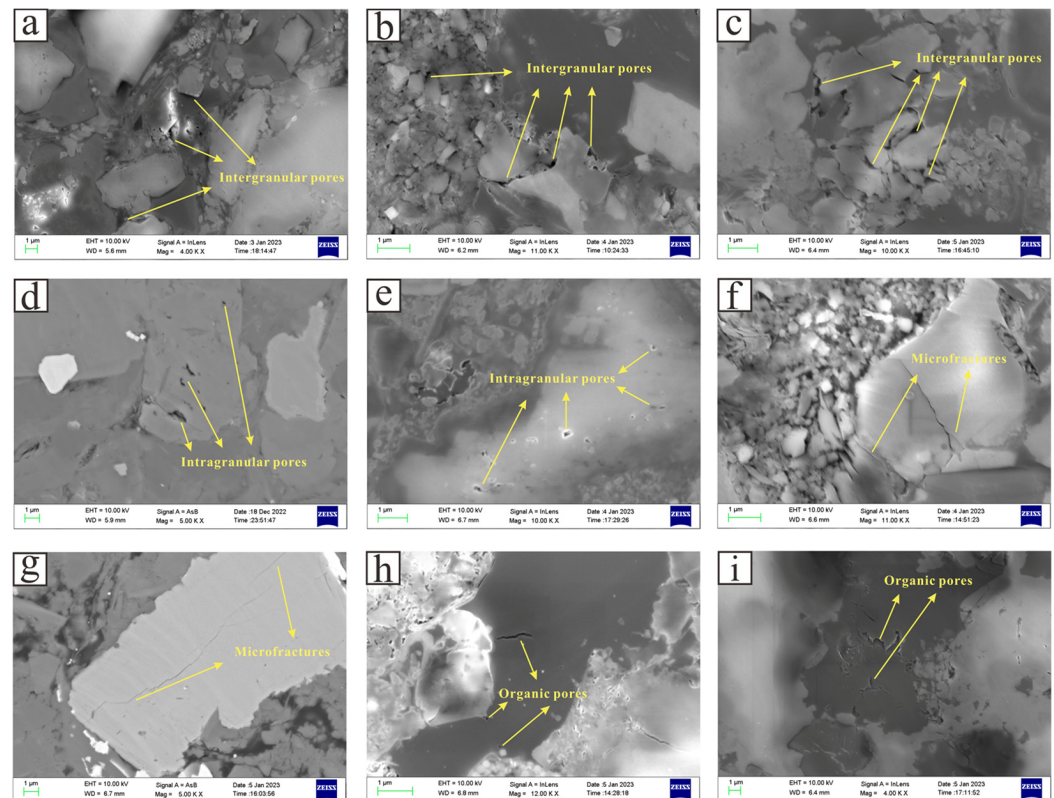 a
Intergranular pores
1 μm
EHT = 10.00 kV
Signal A = InLens
Date :3 Jan 2023
WD = 5.6 mm
Mag = 4.00 K X
Time :18:14:47
ZEISS
b
Intergranular pores
1 μm
EHT = 10.00 kV
Signal A = InLens
Date :4 Jan 2023
WD = 6.2 mm
Mag = 11.00 K X
Time :10:24:33
ZEISS
c
Intergranular pores
1 μm
EHT = 10.00 kV
Signal A = InLens
Date :5 Jan 2023
WD = 6.4 mm
Mag = 10.00 K X
Time :16:45:10
ZEISS
d
Intragranular pores
1 μm
EHT = 10.00 kV
Signal A = AsB
Date :18 Dec 2022
WD = 5.9 mm
Mag = 5.00 K X
Time :23:51:47
ZEISS
e
Intragranular pores
1 μm
EHT = 10.00 kV
Signal A = InLens
Date :4 Jan 2023
WD = 6.7 mm
Mag = 10.00 K X
Time :17:29:26
ZEISS
f
Microfractures
1 μm
EHT = 10.00 kV
Signal A = InLens
Date :4 Jan 2023
WD = 6.6 mm
Mag = 11.00 K X
Time :14:51:23
ZEISS
g
Microfractures
1 μm
EHT = 10.00 kV
Signal A = AsB
Date :5 Jan 2023
WD = 6.7 mm
Mag = 5.00 K X
Time :16:03:56
ZEISS
h
Organic pores
1 μm
EHT = 10.00 kV
Signal A = InLens
Date :5 Jan 2023
WD = 6.8 mm
Mag = 12.00 K X
Time :14:28:18
ZEISS
i
Organic pores
1 μm
EHT = 10.00 kV
Signal A = InLens
Date :5 Jan 2023
WD = 6.4 mm
Mag = 4.00 K X
Time :17:11:52
ZEISS